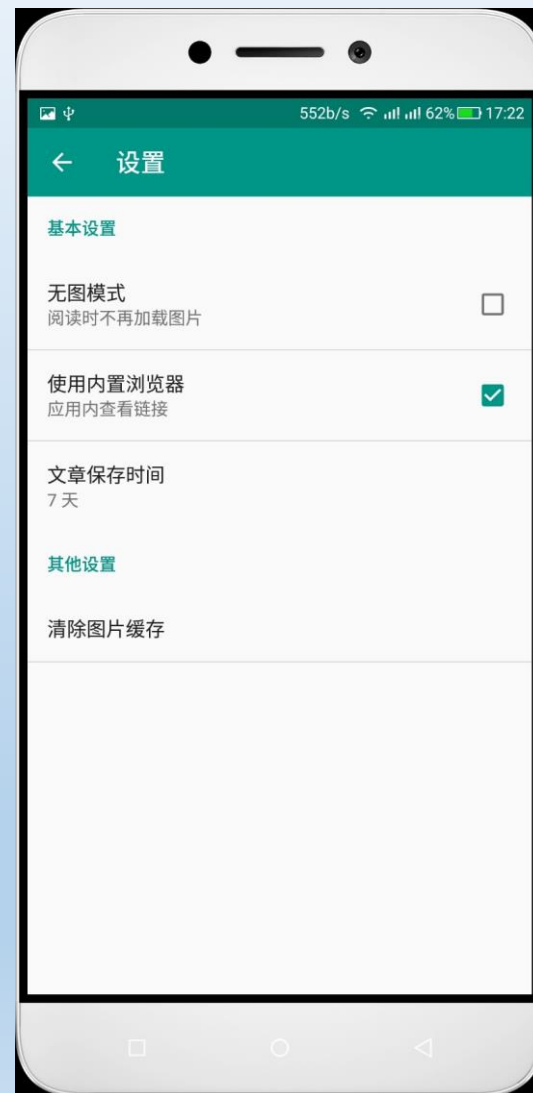 552b/s 62% 17:22
设置
基本设置
无图模式
阅读时不再加载图片
使用内置浏览器
应用内查看链接
文章保存时间
7 天
其他设置
清除图片缓存